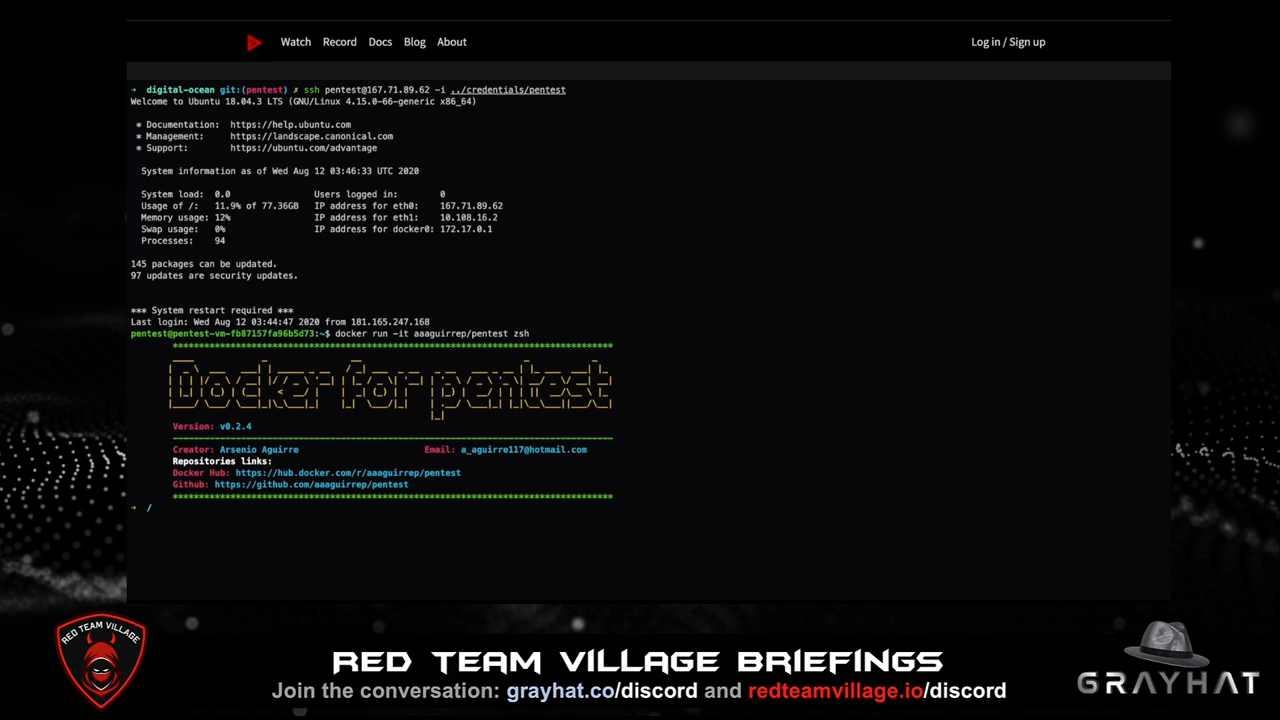 Watch Record Docs Blog About Log in / Sign up
→ digital-ocean git:(pentest) ✗ ssh pentest@167.71.89.62 -i ../credentials/pentest
Welcome to Ubuntu 18.04.3 LTS (GNU/Linux 4.15.0-66-generic x86_64)
* Documentation: https://help.ubuntu.com
* Management: https://landscape.canonical.com
* Support: https://ubuntu.com/advantage
System information as of Wed Aug 12 03:46:33 UTC 2020
System load: 0.0 Users logged in: 0
Usage of /: 11.9% of 77.36GB IP address for eth0: 167.71.89.62
Memory usage: 12% IP address for eth1: 10.108.16.2
Swap usage: 0% IP address for docker0: 172.17.0.1
Processes: 94
145 packages can be updated.
97 updates are security updates.
*** System restart required ***
Last login: Wed Aug 12 03:44:47 2020 from 181.165.247.168
pentest@pentest-vm-fb87157fa96b5d73:~$ docker run -it aaaguirrep/pentest zsh
Docker for pentest
Version: v0.2.4
Creator: Arsenio Aguirre Email: a_aguirre117@hotmail.com
Repositories links:
Docker Hub: https://hub.docker.com/r/aaaguirrep/pentest
Github: https://github.com/aaaguirrep/pentest
→ /
RED TEAM VILLAGE
RED TEAM VILLAGE BRIEFINGS
Join the conversation: grayhat.co/discord and redteamvillage.io/discord
GRAYHAT